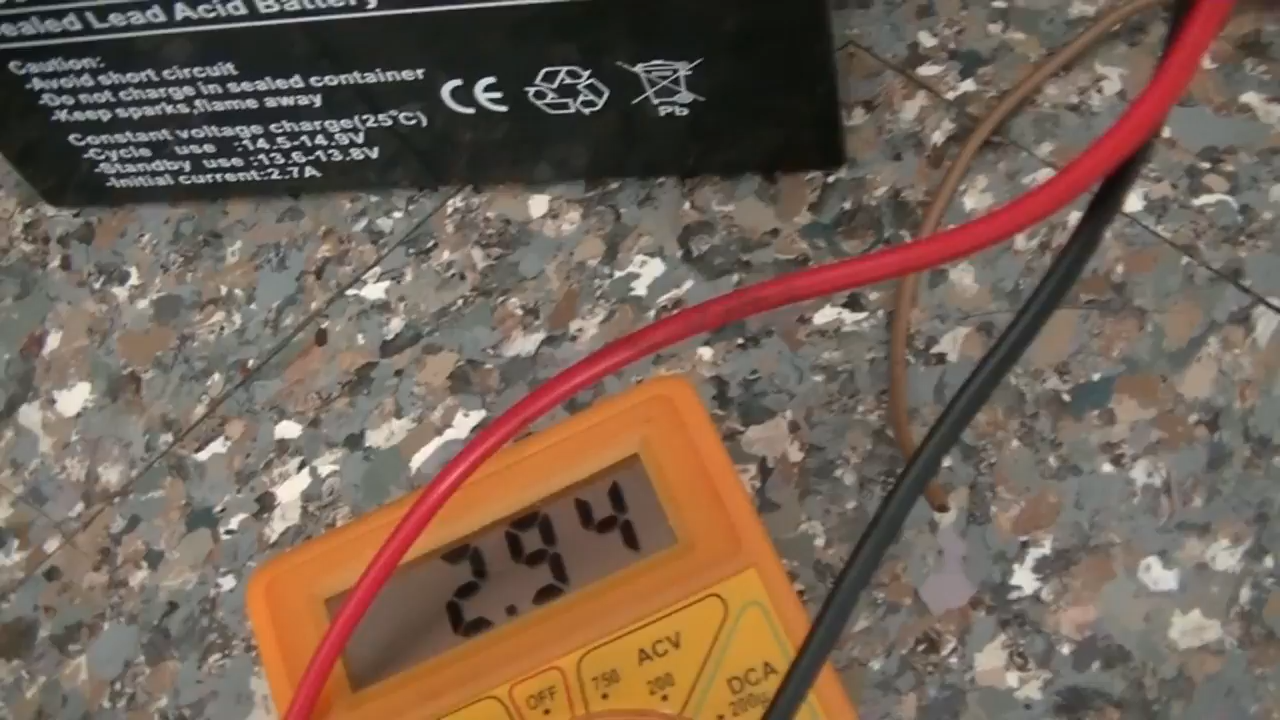 ealed Lead Acid Battery
Caution:
-Avoid short circuit
-Do not charge in sealed container
-Keep sparks,flame away
Constant voltage charge(25°C)
-Cycle use :14.5-14.9V
-Standby use :13.6-13.8V
-Initial current:2.7A
CE
Pb
2.94
OFF
750
ACV
200
DCA
200µ